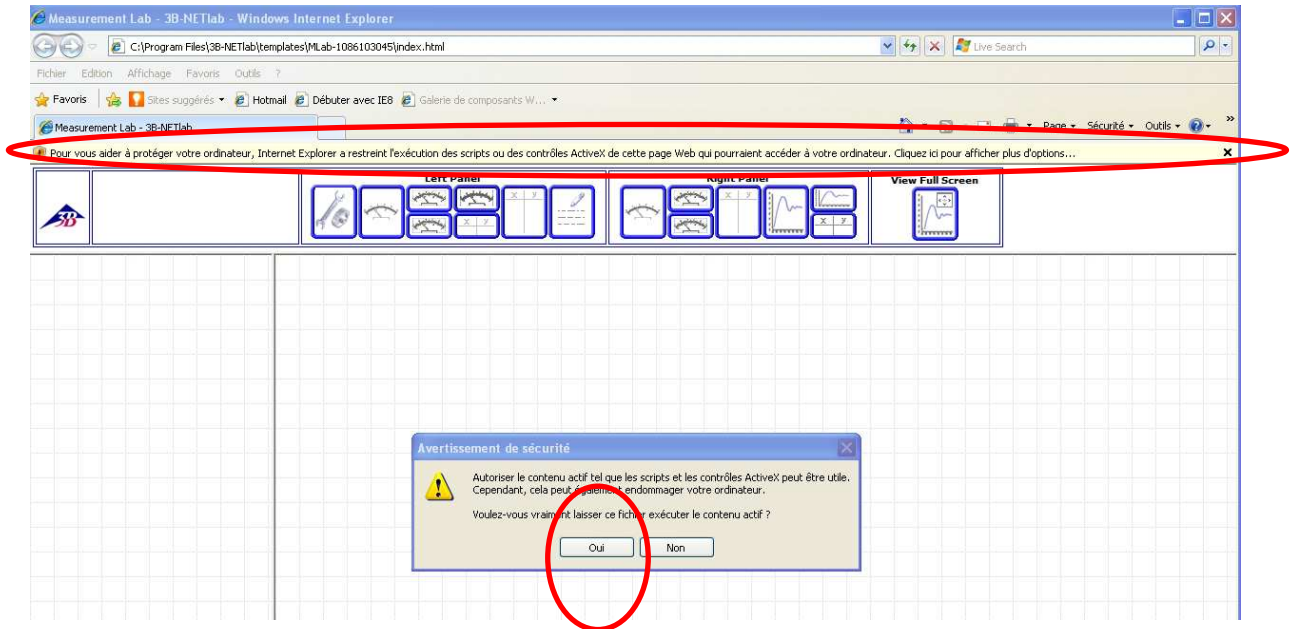 Measurement Lab - 3B-NETlab - Windows Internet Explorer
C:\Program Files\3B-NETlab\templates\MLab-1086103045\index.html
Live Search
Fichier Edition Affichage Favoris Outils ?
Favoris Sites suggérés Hotmail Débuter avec IE8 Galerie de composants W...
Measurement Lab - 3B-NETlab
Page Sécurité Outils »
Pour vous aider à protéger votre ordinateur, Internet Explorer a restreint l'exécution des scripts ou des contrôles ActiveX de cette page Web qui pourraient accéder à votre ordinateur. Cliquez ici pour afficher plus d'options...
Left Panel Right Panel View Full Screen
3B
x y
x y
x y
x y
Avertissement de sécurité
Autoriser le contenu actif tel que les scripts et les contrôles ActiveX peut être utile.
Cependant, cela peut également endommager votre ordinateur.
Voulez-vous vraiment laisser ce fichier exécuter le contenu actif ?
Oui Non